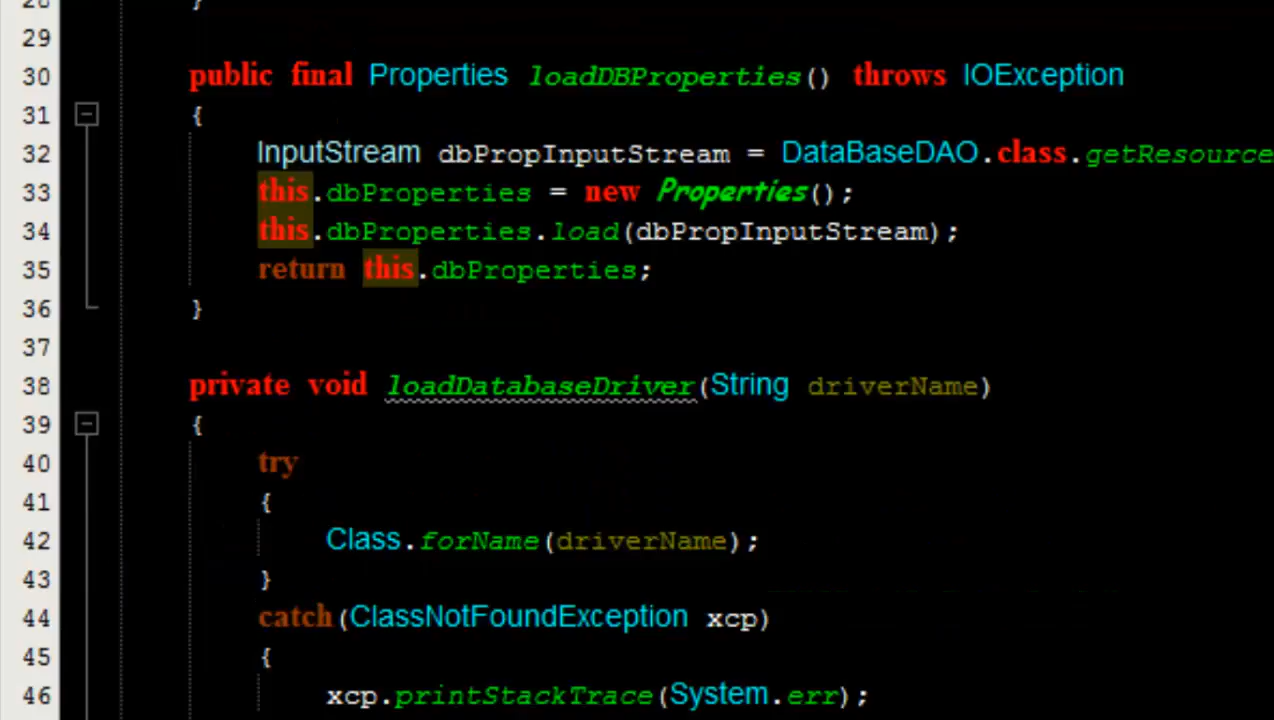 28 }
29
30 public final Properties loadDBProperties() throws IOException
31 {
32 InputStream dbPropInputStream = DataBaseDAO.class.getResource
33 this.dbProperties = new Properties();
34 this.dbProperties.load(dbPropInputStream);
35 return this.dbProperties;
36 }
37
38 private void loadDatabaseDriver(String driverName)
39 {
40 try
41 {
42 Class.forName(driverName);
43 }
44 catch(ClassNotFoundException xcp)
45 {
46 xcp.printStackTrace(System.err);